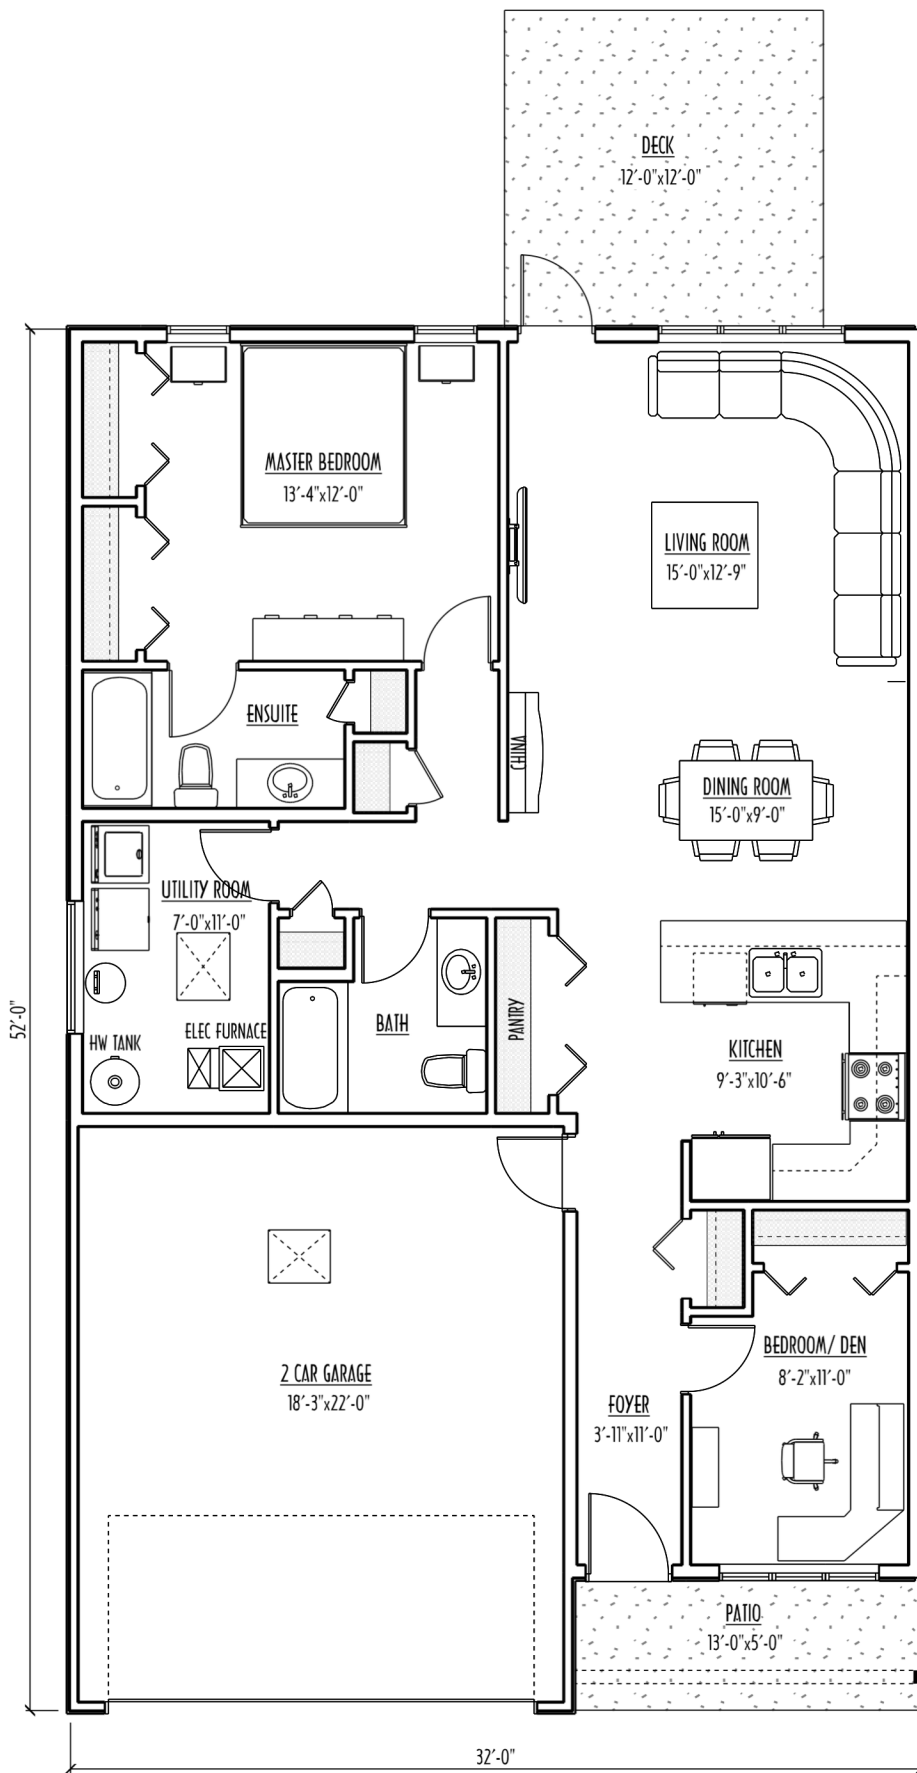 DECK
12'-0"x12'-0"
MASTER BEDROOM
13'-4"x12'-0"
LIVING ROOM
15'-0"x12'-9"
ENSUITE
CHINA
DINING ROOM
15'-0"x9'-0"
UTILITY ROOM
7'-0"x11'-0"
52'-0"
HW TANK
ELEC FURNACE
BATH
PANTRY
KITCHEN
9'-3"x10'-6"
2 CAR GARAGE
18'-3"x22'-0"
BEDROOM/ DEN
8'-2"x11'-0"
FOYER
3'-11"x11'-0"
PATIO
13'-0"x5'-0"
32'-0"